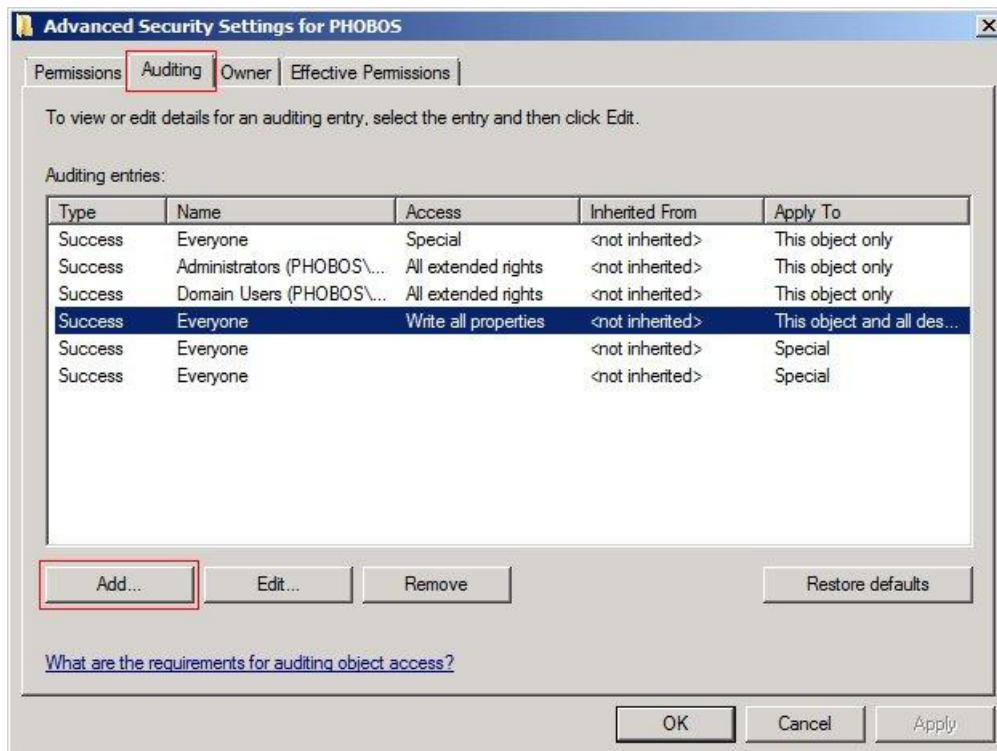 Advanced Security Settings for PHOBOS
Permissions Auditing Owner Effective Permissions
To view or edit details for an auditing entry, select the entry and then click Edit.
Auditing entries:
Type Name Access Inherited From Apply To
Success Everyone Special <not inherited> This object only
Success Administrators (PHOBOS\... All extended rights <not inherited> This object only
Success Domain Users (PHOBOS\... All extended rights <not inherited> This object only
Success Everyone Write all properties <not inherited> This object and all des...
Success Everyone <not inherited> Special
Success Everyone <not inherited> Special
Add... Edit... Remove Restore defaults
What are the requirements for auditing object access?
OK Cancel Apply